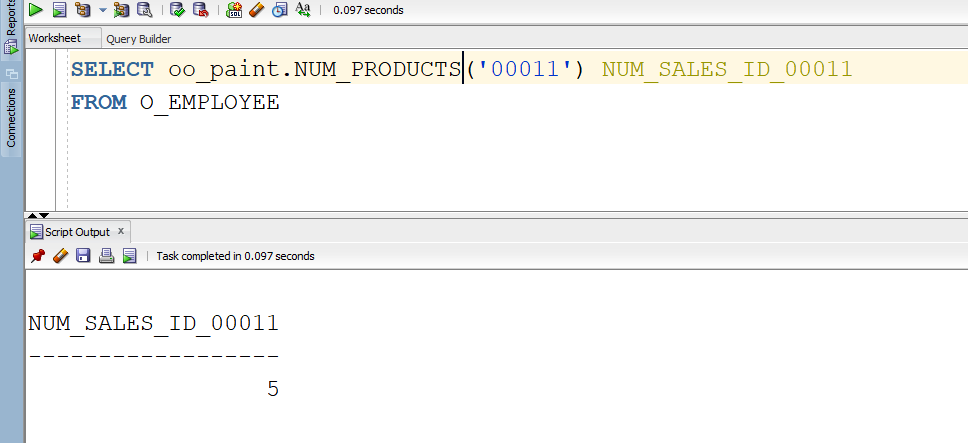 Reports
Connections
0.097 seconds
Worksheet
Query Builder
SELECT oo_paint.NUM_PRODUCTS('00011') NUM_SALES_ID_00011
FROM O_EMPLOYEE
Script Output x
Task completed in 0.097 seconds
NUM_SALES_ID_00011
------------------
5